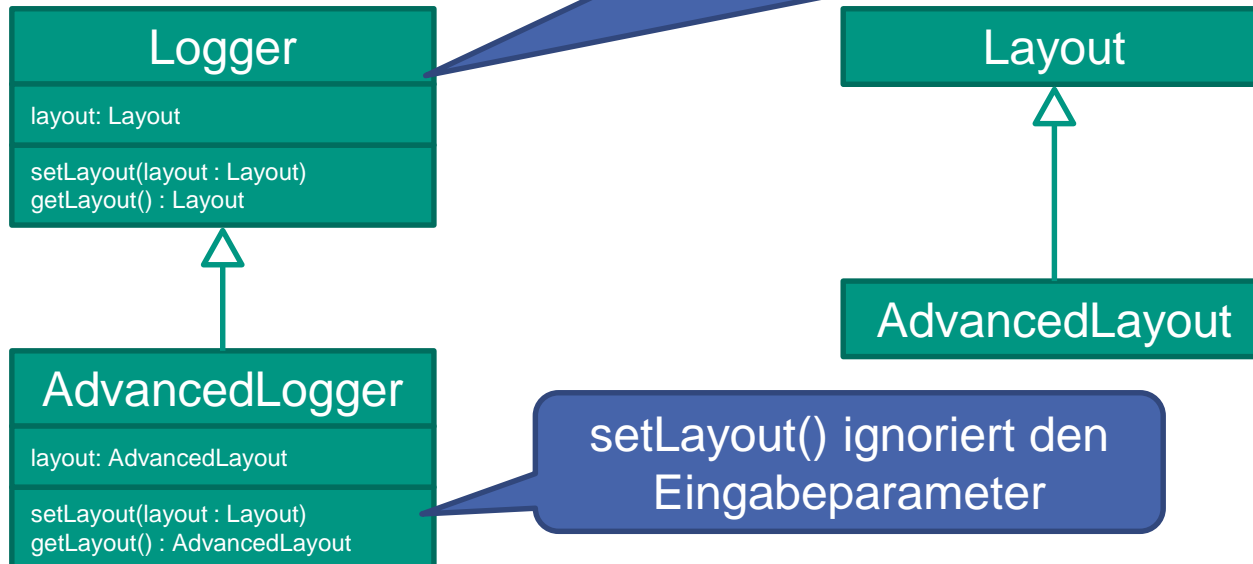 Logger
layout: Layout
setLayout(layout : Layout)
getLayout() : Layout
Layout
AdvancedLayout
AdvancedLogger
layout: AdvancedLayout
setLayout(layout : Layout)
getLayout() : AdvancedLayout
setLayout() ignoriert den
Eingabeparameter